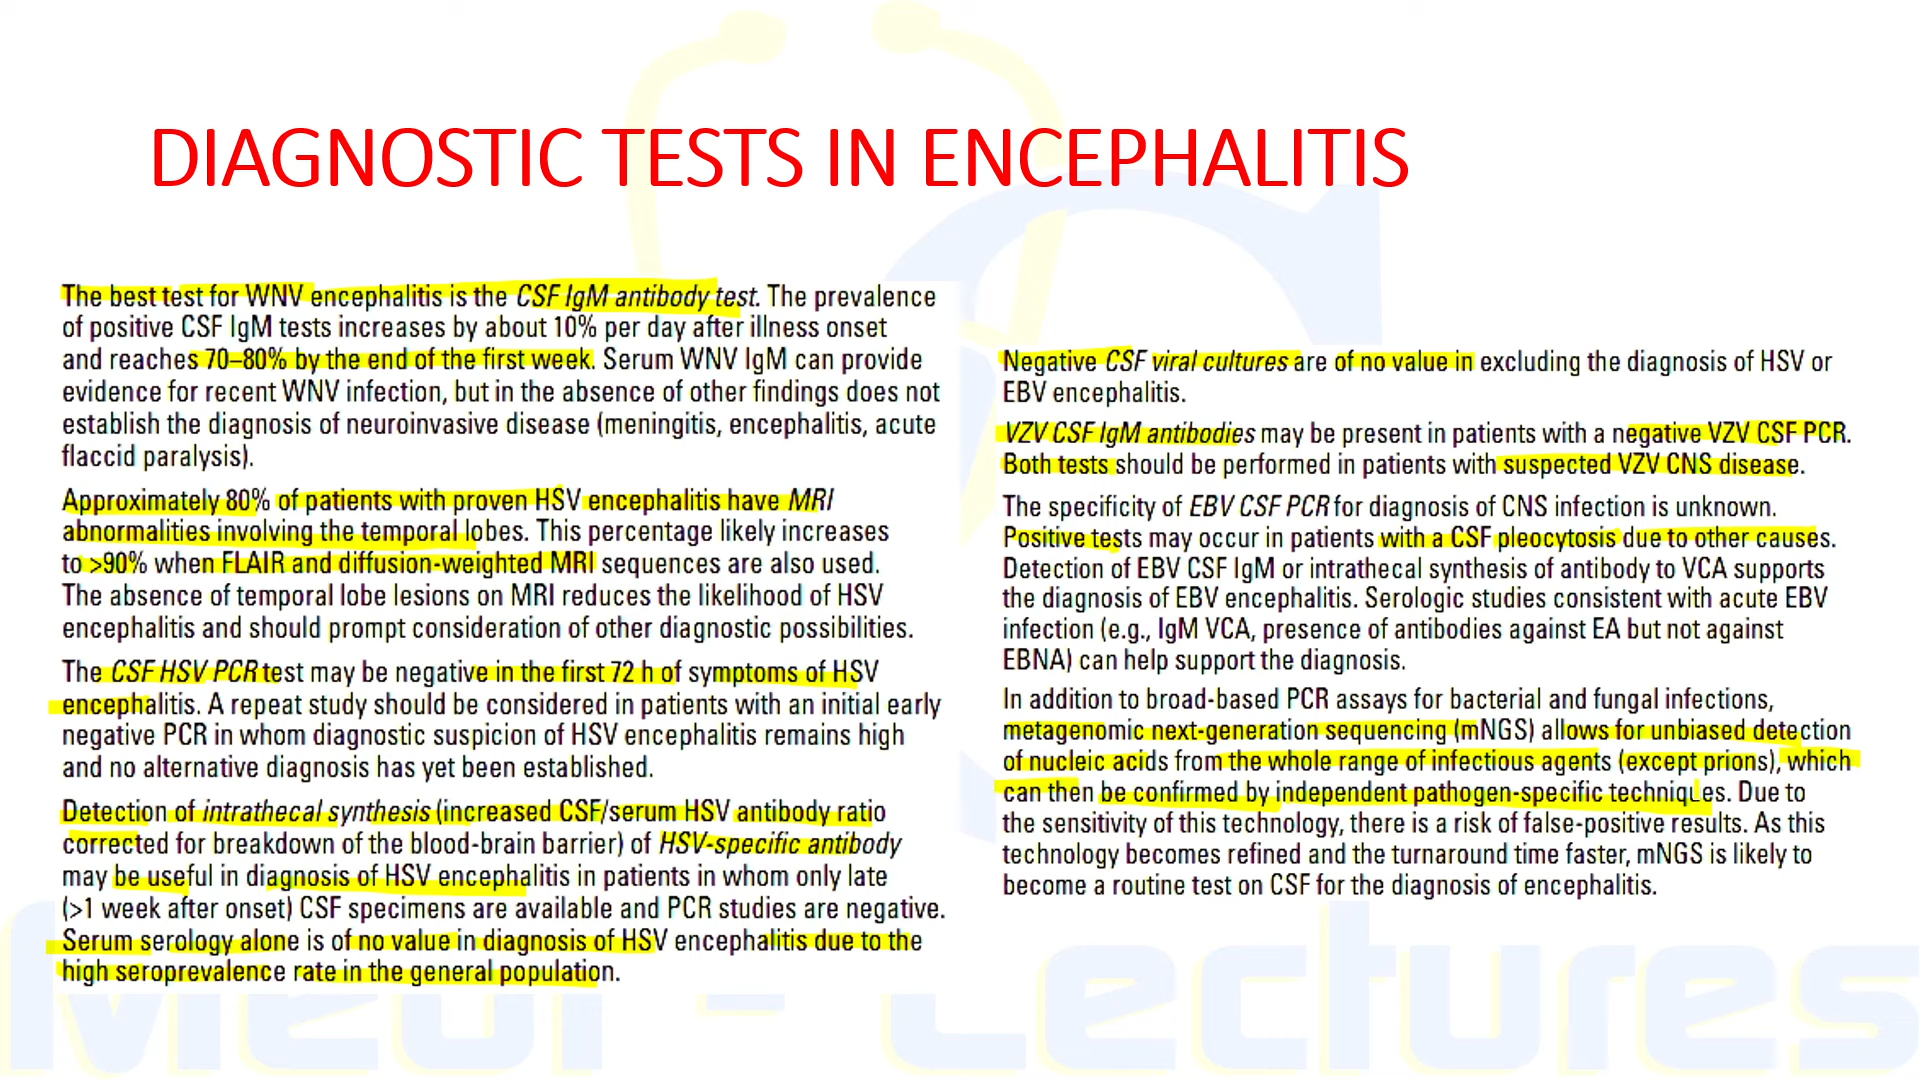 DIAGNOSTIC TESTS IN ENCEPHALITIS
The best test for WNV encephalitis is the CSF IgM antibody test. The prevalence
of positive CSF IgM tests increases by about 10% per day after illness onset
and reaches 70–80% by the end of the first week. Serum WNV IgM can provide
evidence for recent WNV infection, but in the absence of other findings does not
establish the diagnosis of neuroinvasive disease (meningitis, encephalitis, acute
flaccid paralysis).
Approximately 80% of patients with proven HSV encephalitis have MRI
abnormalities involving the temporal lobes. This percentage likely increases
to >90% when FLAIR and diffusion-weighted MRI sequences are also used.
The absence of temporal lobe lesions on MRI reduces the likelihood of HSV
encephalitis and should prompt consideration of other diagnostic possibilities.
The CSF HSV PCR test may be negative in the first 72 h of symptoms of HSV
encephalitis. A repeat study should be considered in patients with an initial early
negative PCR in whom diagnostic suspicion of HSV encephalitis remains high
and no alternative diagnosis has yet been established.
Detection of intrathecal synthesis (increased CSF/serum HSV antibody ratio
corrected for breakdown of the blood-brain barrier) of HSV-specific antibody
may be useful in diagnosis of HSV encephalitis in patients in whom only late
(>1 week after onset) CSF specimens are available and PCR studies are negative.
Serum serology alone is of no value in diagnosis of HSV encephalitis due to the
high seroprevalence rate in the general population.
Negative CSF viral cultures are of no value in excluding the diagnosis of HSV or
EBV encephalitis.
VZV CSF IgM antibodies may be present in patients with a negative VZV CSF PCR.
Both tests should be performed in patients with suspected VZV CNS disease.
The specificity of EBV CSF PCR for diagnosis of CNS infection is unknown.
Positive tests may occur in patients with a CSF pleocytosis due to other causes.
Detection of EBV CSF IgM or intrathecal synthesis of antibody to VCA supports
the diagnosis of EBV encephalitis. Serologic studies consistent with acute EBV
infection (e.g., IgM VCA, presence of antibodies against EA but not against
EBNA) can help support the diagnosis.
In addition to broad-based PCR assays for bacterial and fungal infections,
metagenomic next-generation sequencing (mNGS) allows for unbiased detection
of nucleic acids from the whole range of infectious agents (except prions), which
can then be confirmed by independent pathogen-specific techniques. Due to
the sensitivity of this technology, there is a risk of false-positive results. As this
technology becomes refined and the turnaround time faster, mNGS is likely to
become a routine test on CSF for the diagnosis of encephalitis.
Medi - Lectures